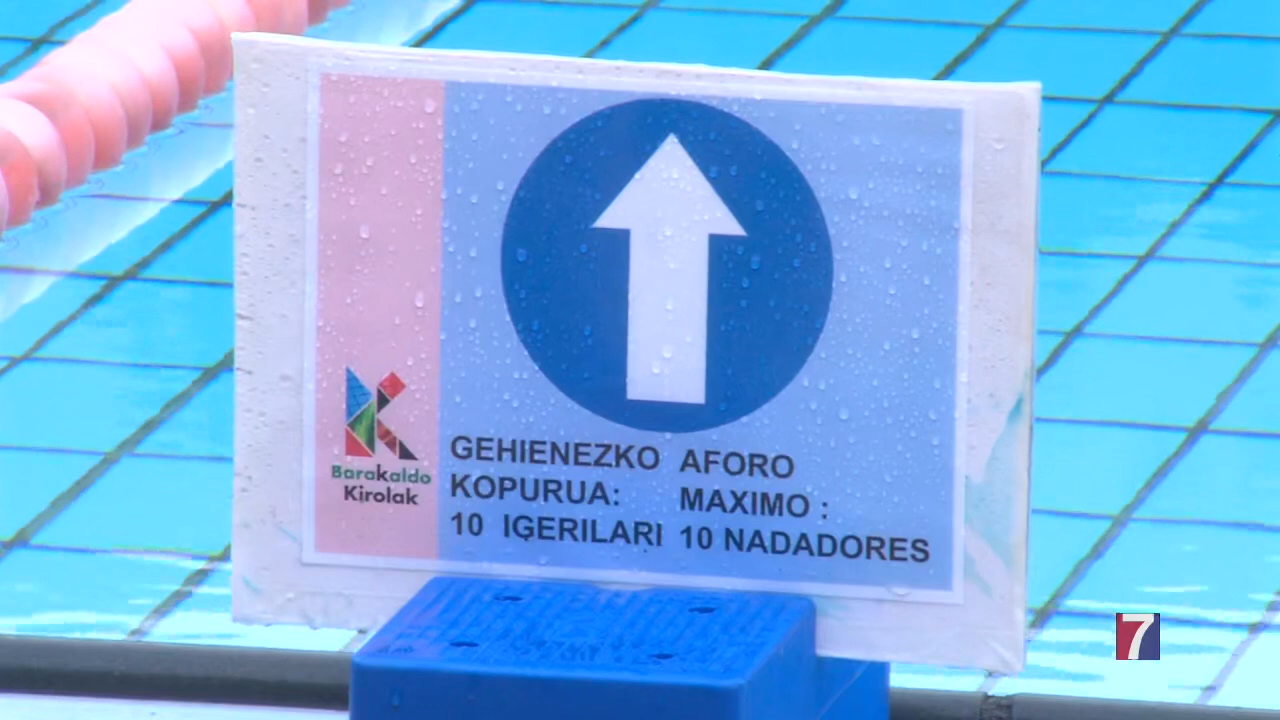 GEHIENEZKO
KOPURUA:
10 IGERILARI
AFORO
MAXIMO :
10 NADADORES
Barakaldo
Kirolak
7